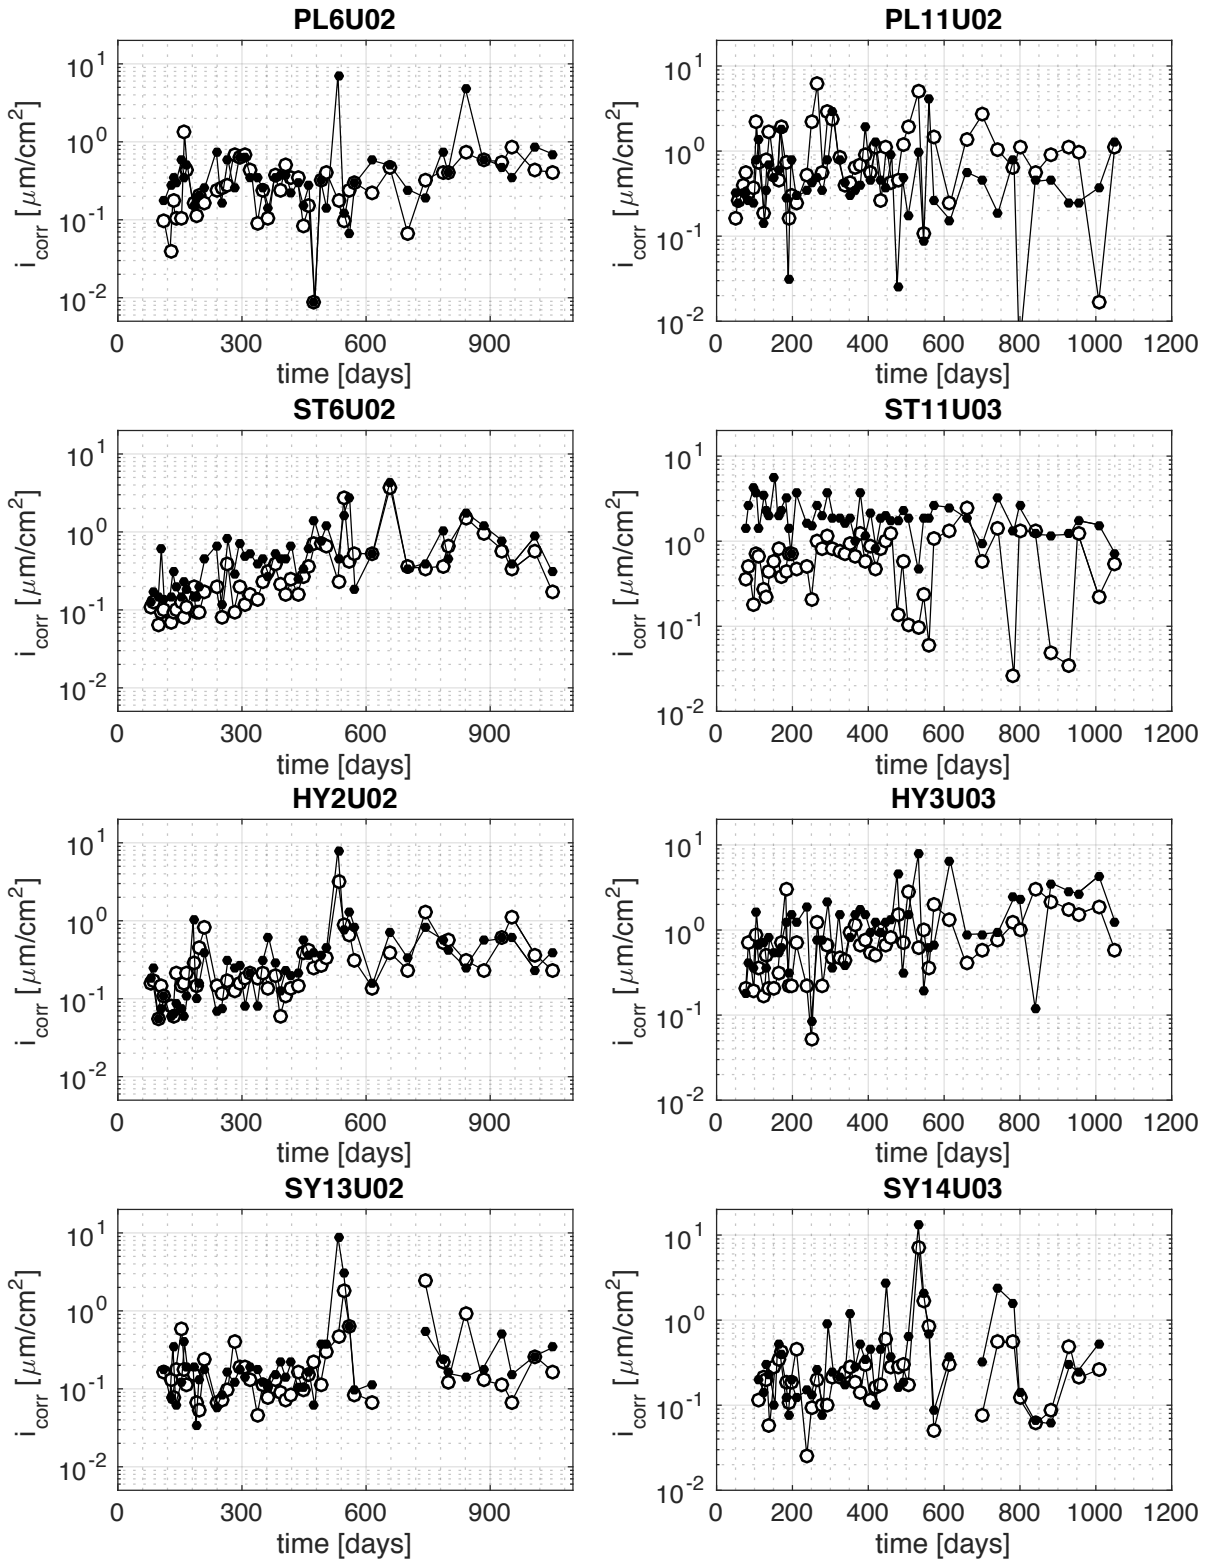 PL6U02
10^1
10^0
10^-1
10^-2
i_corr [μm/cm^2]
0 300 600 900
time [days]
PL11U02
10^1
10^0
10^-1
10^-2
i_corr [μm/cm^2]
0 200 400 600 800 1000 1200
time [days]
ST6U02
10^1
10^0
10^-1
10^-2
i_corr [μm/cm^2]
0 300 600 900
time [days]
ST11U03
10^1
10^0
10^-1
10^-2
i_corr [μm/cm^2]
0 200 400 600 800 1000 1200
time [days]
HY2U02
10^1
10^0
10^-1
10^-2
i_corr [μm/cm^2]
0 300 600 900
time [days]
HY3U03
10^1
10^0
10^-1
10^-2
i_corr [μm/cm^2]
0 200 400 600 800 1000 1200
time [days]
SY13U02
10^1
10^0
10^-1
10^-2
i_corr [μm/cm^2]
0 300 600 900
time [days]
SY14U03
10^1
10^0
10^-1
10^-2
i_corr [μm/cm^2]
0 200 400 600 800 1000 1200
time [days]